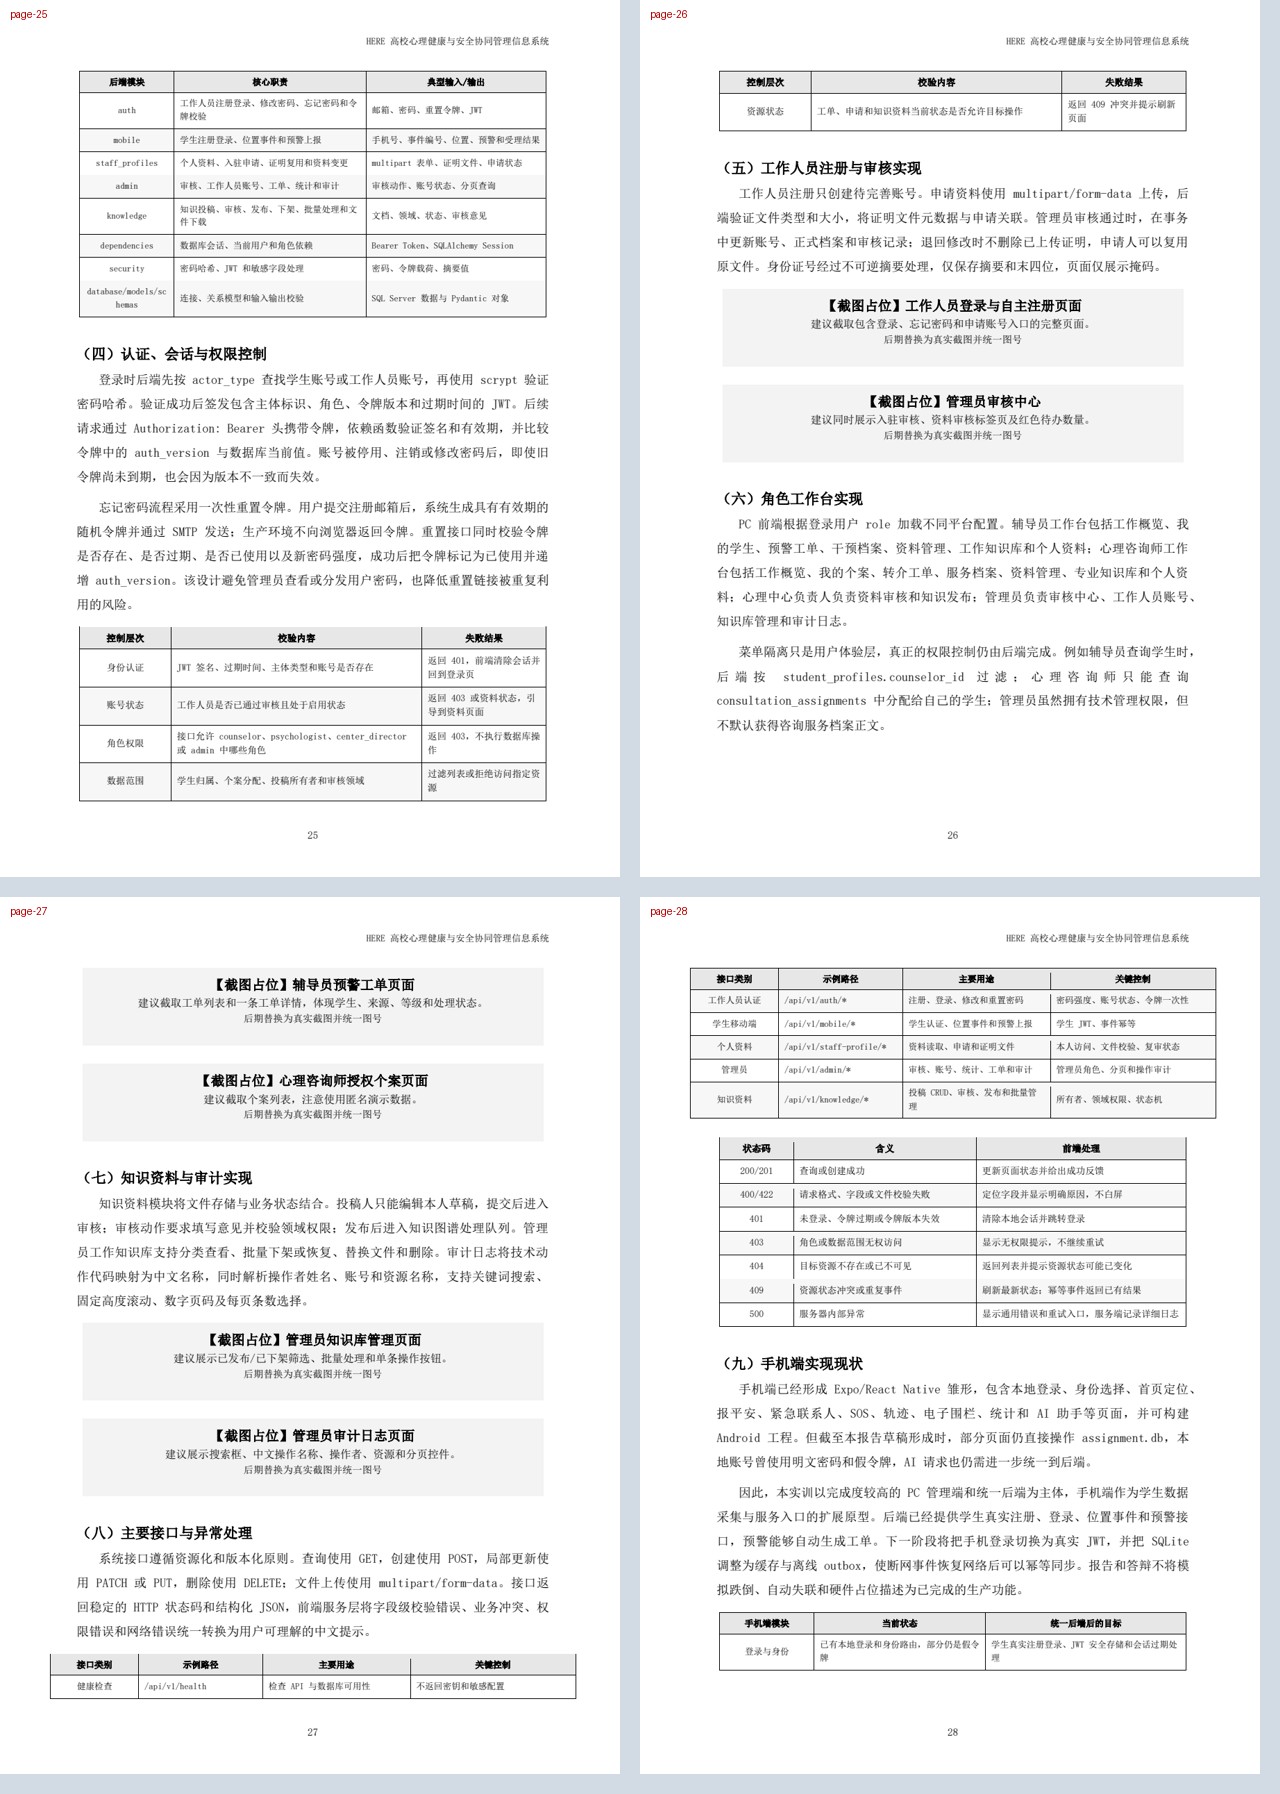 page-25
HERE 高校心理健康与安全协同管理信息系统
后端模块 核心职责 典型输入/输出
auth 工作人员注册登录、修改密码、忘记密码和令牌校验 邮箱、密码、重置令牌、JWT
mobile 学生注册登录、位置事件和预警上报 手机号、事件编号、位置、预警和受理结果
staff_profiles 个人资料、入驻申请、证明复用和资料变更 multipart 表单、证明文件、申请状态
admin 审核、工作人员账号、工单、统计和审计 审核动作、账号状态、分页查询
knowledge 知识投稿、审核、发布、下架、批量处理和文件下载 文档、领域、状态、审核意见
dependencies 数据库会话、当前用户和角色依赖 Bearer Token、SQLAlchemy Session
security 密码哈希、JWT 和敏感字段处理 密码、令牌载荷、摘要值
database/models/schemas 连接、关系模型和输入输出校验 SQL Server 数据与 Pydantic 对象
（四）认证、会话与权限控制
登录时后端先按 actor_type 查找学生账号或工作人员账号，再使用 scrypt 验证
密码哈希。验证成功后签发包含主体标识、角色、令牌版本和过期时间的 JWT。后续
请求通过 Authorization: Bearer 头携带令牌，依赖函数验证签名和有效期，并比较
令牌中的 auth_version 与数据库当前值。账号被停用、注销或修改密码后，即使旧
令牌尚未到期，也会因为版本不一致而失效。
忘记密码流程采用一次性重置令牌。用户提交注册邮箱后，系统生成具有有效期的
随机令牌并通过 SMTP 发送；生产环境不向浏览器返回令牌。重置接口同时校验令牌
是否存在、是否过期、是否已使用以及新密码强度，成功后把令牌标记为已使用并递
增 auth_version。该设计避免管理员查看或分发用户密码，也降低重置链接被重复利
用的风险。
控制层次 校验内容 失败结果
身份认证 JWT 签名、过期时间、主体类型和账号是否存在 返回 401，前端清除会话并回到登录页
账号状态 工作人员是否已通过审核且处于启用状态 返回 403 或资料状态，引导到资料页面
角色权限 接口允许 counselor、psychologist、center_director 或 admin 中哪些角色 返回 403，不执行数据库操作
数据范围 学生归属、个案分配、投稿所有者和审核领域 过滤列表或拒绝访问指定资源
25
page-26
HERE 高校心理健康与安全协同管理信息系统
控制层次 校验内容 失败结果
资源状态 工单、申请和知识资料当前状态是否允许目标操作 返回 409 冲突并提示刷新页面
（五）工作人员注册与审核实现
工作人员注册只创建待完善账号。申请资料使用 multipart/form-data 上传，后
端验证文件类型和大小，将证明文件元数据与申请关联。管理员审核通过时，在事务
中更新账号、正式档案和审核记录；退回修改时不删除已上传证明，申请人可以复用
原文件。身份证号经过不可逆摘要处理，仅保存摘要和末四位，页面仅展示掩码。
【截图占位】工作人员登录与自主注册页面
建议截取包含登录、忘记密码和申请账号入口的完整页面。
后期替换为真实截图并统一图号
【截图占位】管理员审核中心
建议同时展示入驻审核、资料审核标签页及红色待办数量。
后期替换为真实截图并统一图号
（六）角色工作台实现
PC 前端根据登录用户 role 加载不同平台配置。辅导员工作台包括工作概览、我
的学生、预警工单、干预档案、资料管理、工作知识库和个人资料；心理咨询师工作
台包括工作概览、我的个案、转介工单、服务档案、资料管理、专业知识库和个人资
料；心理中心负责人负责资料审核和知识发布；管理员负责审核中心、工作人员账号、
知识库管理和审计日志。
菜单隔离只是用户体验层，真正的权限控制仍由后端完成。例如辅导员查询学生时，
后端按 student_profiles.counselor_id 过滤；心理咨询师只能查询
consultation_assignments 中分配给自己的学生；管理员虽然拥有技术管理权限，但
不默认获得咨询服务档案正文。
26
page-27
HERE 高校心理健康与安全协同管理信息系统
【截图占位】辅导员预警工单页面
建议截取工单列表和一条工单详情，体现学生、来源、等级和处理状态。
后期替换为真实截图并统一图号
【截图占位】心理咨询师授权个案页面
建议截取个案列表，注意使用匿名演示数据。
后期替换为真实截图并统一图号
（七）知识资料与审计实现
知识资料模块将文件存储与业务状态结合。投稿人只能编辑本人草稿，提交后进入
审核；审核动作要求填写意见并校验领域权限；发布后进入知识图谱处理队列。管理
员工作知识库支持分类查看、批量下架或恢复、替换文件和删除。审计日志将技术动
作代码映射为中文名称，同时解析操作者姓名、账号和资源名称，支持关键词搜索、
固定高度滚动、数字页码及每页条数选择。
【截图占位】管理员知识库管理页面
建议展示已发布/已下架筛选、批量处理和单条操作按钮。
后期替换为真实截图并统一图号
【截图占位】管理员审计日志页面
建议展示搜索框、中文操作名称、操作者、资源和分页控件。
后期替换为真实截图并统一图号
（八）主要接口与异常处理
系统接口遵循资源化和版本化原则。查询使用 GET，创建使用 POST，局部更新使
用 PATCH 或 PUT，删除使用 DELETE；文件上传使用 multipart/form-data。接口返
回稳定的 HTTP 状态码和结构化 JSON，前端服务层将字段级校验错误、业务冲突、权
限错误和网络错误统一转换为用户可理解的中文提示。
接口类别 示例路径 主要用途 关键控制
健康检查 /api/v1/health 检查 API 与数据库可用性 不返回密钥和敏感配置
27
page-28
HERE 高校心理健康与安全协同管理信息系统
接口类别 示例路径 主要用途 关键控制
工作人员认证 /api/v1/auth/* 注册、登录、修改和重置密码 密码强度、账号状态、令牌一次性
学生移动端 /api/v1/mobile/* 学生认证、位置事件和预警上报 学生 JWT、事件幂等
个人资料 /api/v1/staff-profile/* 资料读取、申请和证明文件 本人访问、文件校验、复审状态
管理员 /api/v1/admin/* 审核、账号、统计、工单和审计 管理员角色、分页和操作审计
知识资料 /api/v1/knowledge/* 投稿 CRUD、审核、发布和批量管理 所有者、领域权限、状态机
状态码 含义 前端处理
200/201 查询或创建成功 更新页面状态并给出成功反馈
400/422 请求格式、字段或文件校验失败 定位字段并显示明确原因，不白屏
401 未登录、令牌过期或令牌版本失效 清除本地会话并跳转登录
403 角色或数据范围无权访问 显示无权限提示，不继续重试
404 目标资源不存在或已不可见 返回列表并提示资源状态可能已变化
409 资源状态冲突或重复事件 刷新最新状态；幂等事件返回已有结果
500 服务器内部异常 显示通用错误和重试入口，服务端记录详细日志
（九）手机端实现现状
手机端已经形成 Expo/React Native 雏形，包含本地登录、身份选择、首页定位、
报平安、紧急联系人、SOS、轨迹、电子围栏、统计和 AI 助手等页面，并可构建
Android 工程。但截至本报告草稿形成时，部分页面仍直接操作 assignment.db，本
地账号曾使用明文密码和假令牌，AI 请求也仍需进一步统一到后端。
因此，本实训以完成度较高的 PC 管理端和统一后端为主体，手机端作为学生数据
采集与服务入口的扩展原型。后端已经提供学生真实注册、登录、位置事件和预警接
口，预警能够自动生成工单。下一阶段将把手机登录切换为真实 JWT，并把 SQLite
调整为缓存与离线 outbox，使断网事件恢复网络后可以幂等同步。报告和答辩不将模
拟跌倒、自动失联和硬件占位描述为已完成的生产功能。
手机端模块 当前状态 统一后端后的目标
登录与身份 已有本地登录和身份路由，部分仍是假令牌 学生真实注册登录、JWT 安全存储和会话过期处理
28